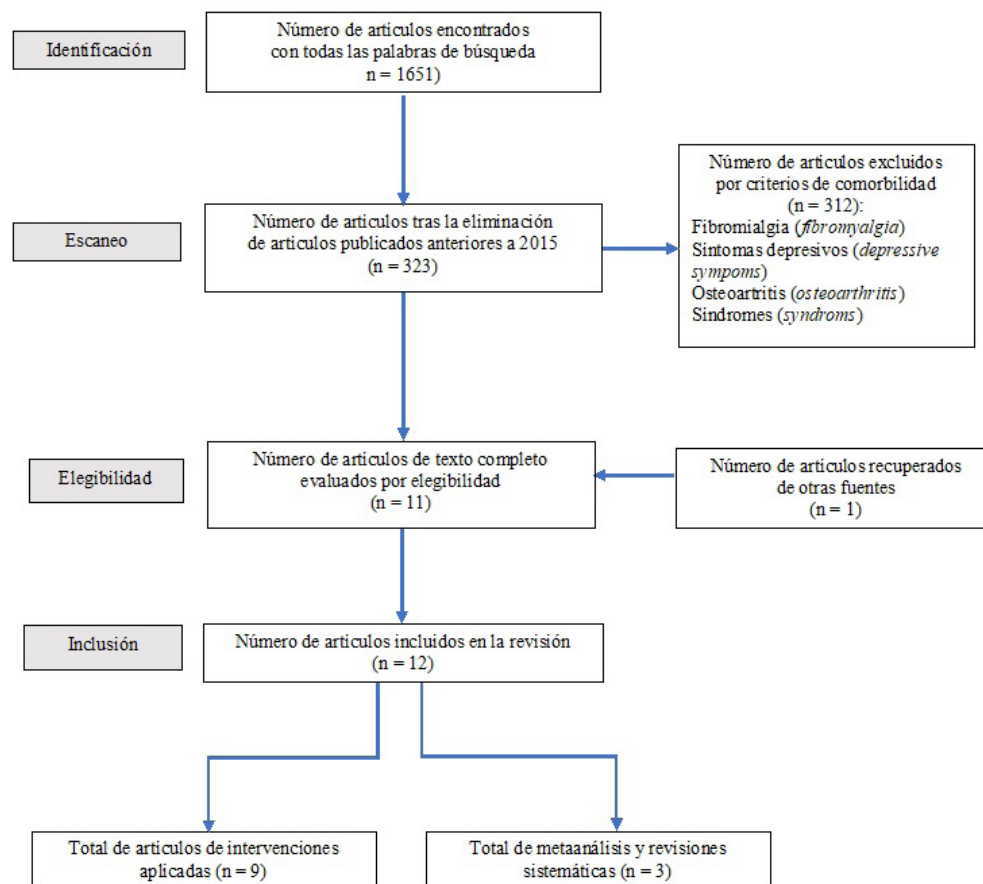 Identificación
Número de artículos encontrados
con todas las palabras de búsqueda
n = 1651)
Escaneo
Número de artículos tras la eliminación
de artículos publicados anteriores a 2015
(n = 323)
Número de artículos excluidos
por criterios de comorbilidad
(n = 312):
Fibromialgia (fibromyalgia)
Síntomas depresivos (depressive
sympoms)
Osteoartritis (osteoarthritis)
Síndromes (syndroms)
Elegibilidad
Número de artículos de texto completo
evaluados por elegibilidad
(n = 11)
Número de artículos recuperados
de otras fuentes
(n = 1)
Inclusión
Número de artículos incluidos en la revisión
(n = 12)
Total de artículos de intervenciones
aplicadas (n = 9)
Total de metaanálisis y revisiones
sistemáticas (n = 3)